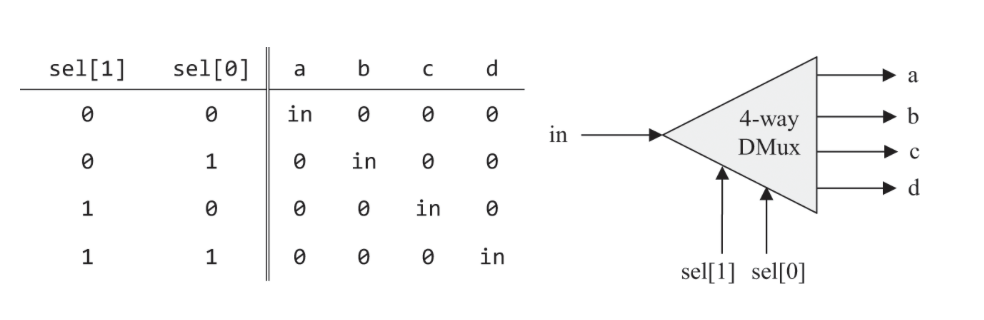 sel[1] sel[0] a b c d
0 0 in 0 0 0
0 1 0 in 0 0
1 0 0 0 in 0
1 1 0 0 0 in
in
4-way
DMux
a
b
c
d
sel[1] sel[0]